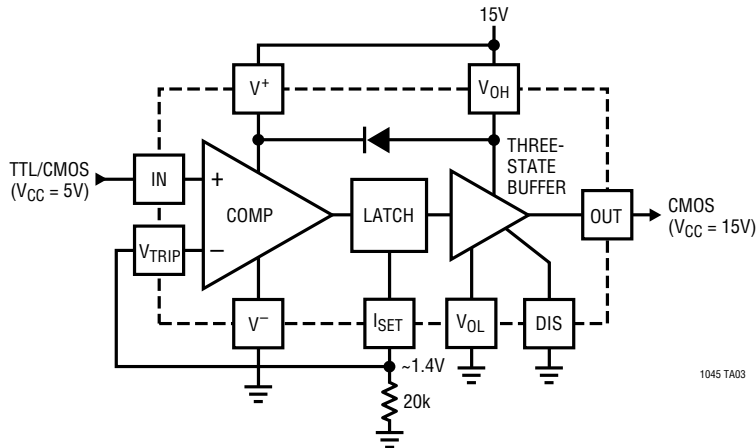 15V
V+
VOH
THREE-
STATE
BUFFER
TTL/CMOS
(VCC = 5V)
IN
+
COMP
LATCH
OUT
CMOS
(VCC = 15V)
VTRIP
−
V−
ISET
VOL
DIS
~1.4V
20k
1045 TA03